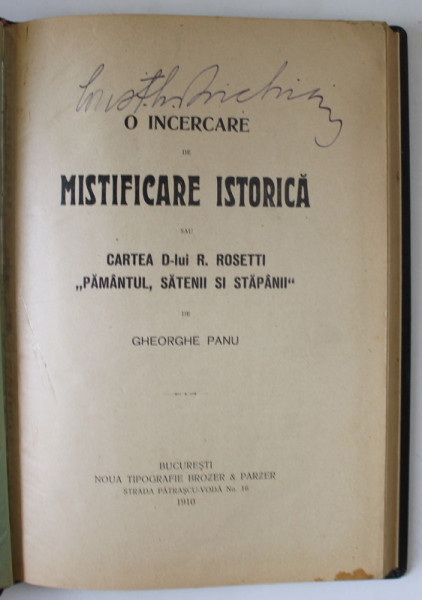 O INCERCARE
DE
MISTIFICARE ISTORICĂ
SAU
CARTEA D-lui R. ROSETTI
„PĂMÂNTUL, SĂTENII SI STĂPÂNII“
DE
GHEORGHE PANU
BUCUREȘTI
NOUA TIPOGRAFIE BROZER & PARZER
STRADA PĂTRAȘCU-VODĂ No. 16
1910